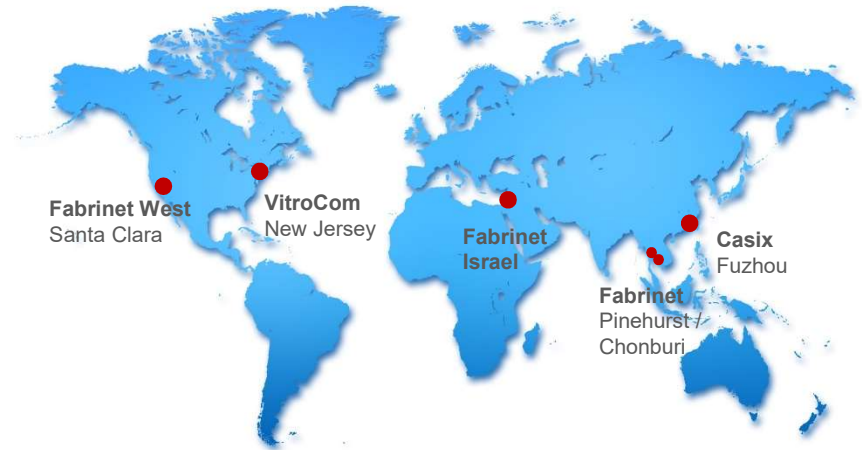 Fabrinet West
Santa Clara
VitroCom
New Jersey
Fabrinet
Israel
Casix
Fuzhou
Fabrinet
Pinehurst /
Chonburi